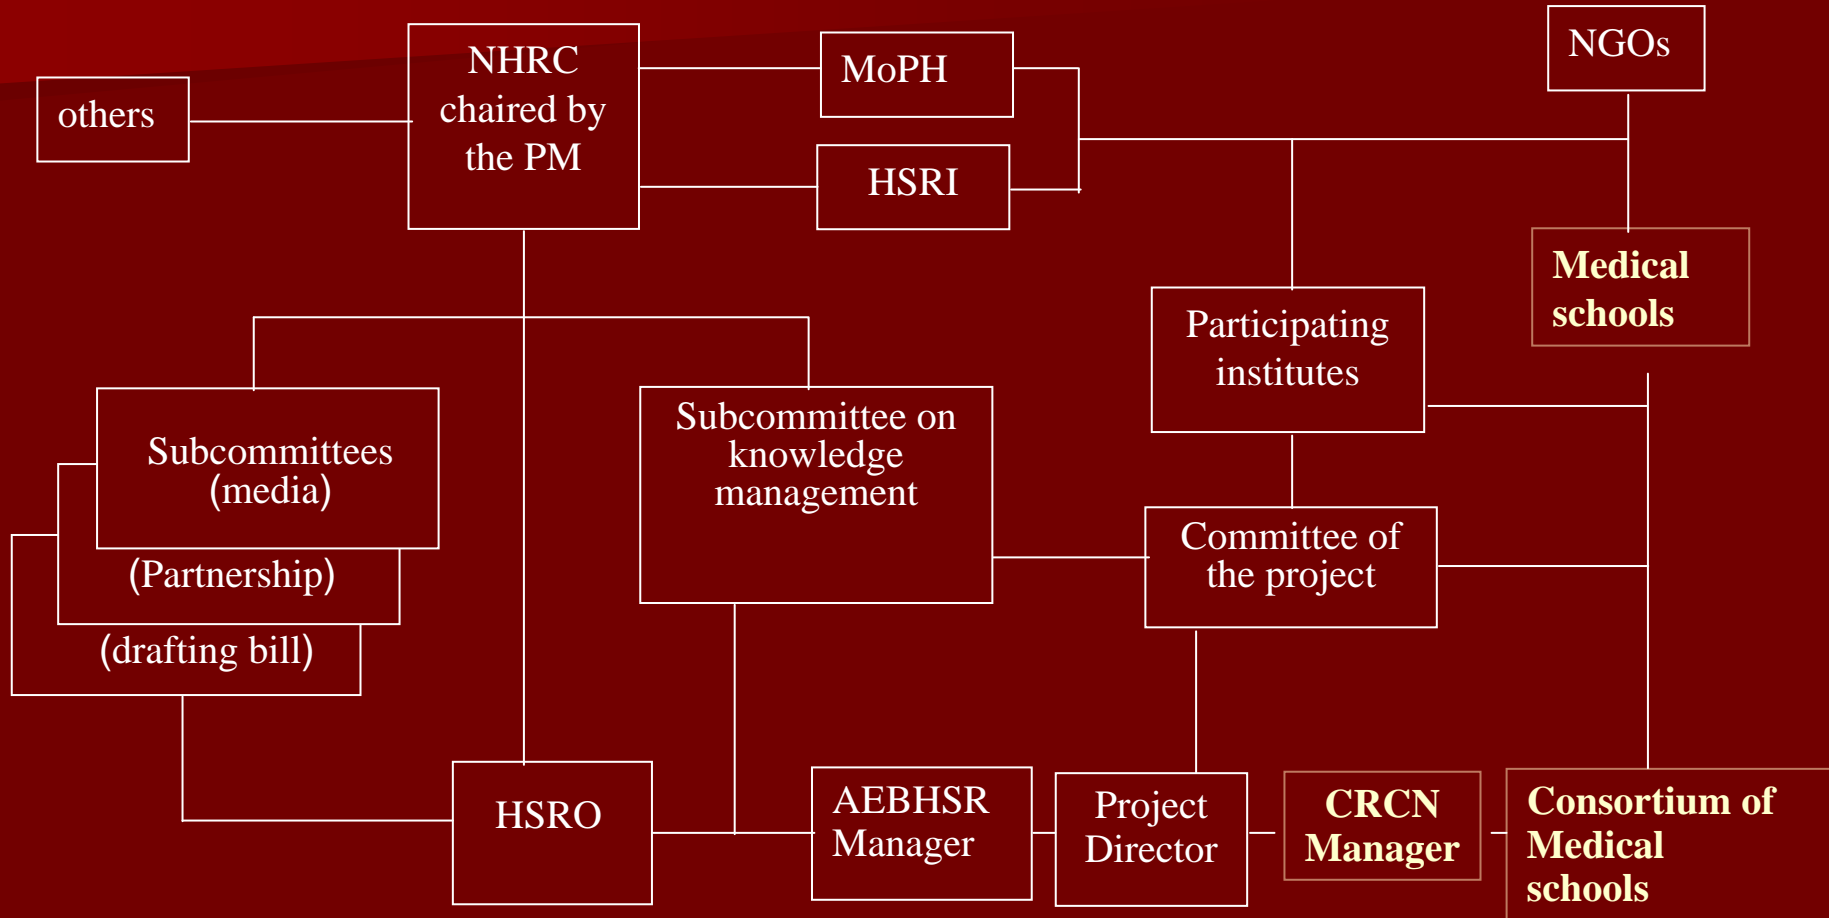 NHRC
chaired by
the PM
MoPH
NGOs
others
HSRI
Medical
schools
Participating
institutes
Subcommittees
(media)
Subcommittee on
knowledge
management
Committee of
the project
(Partnership)
(drafting bill)
HSRO
AEBHSR
Manager
Project
Director
CRCN
Manager
Consortium of
Medical
schools